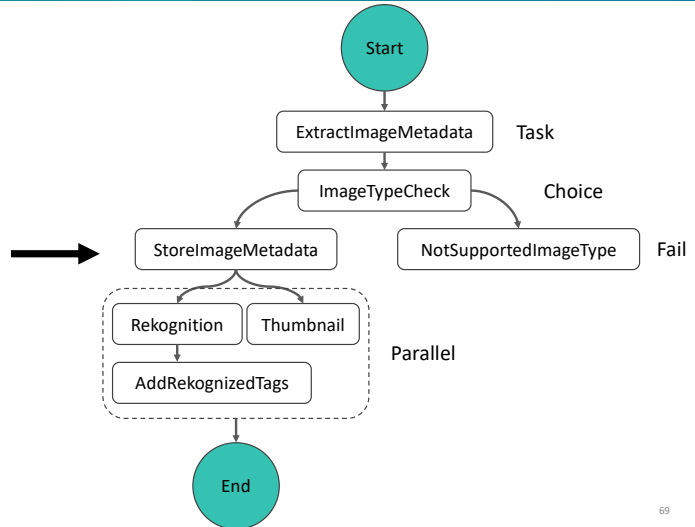 Start
ExtractImageMetadata Task
ImageTypeCheck Choice
StoreImageMetadata NotSupportedImageType Fail
Rekognition Thumbnail
Parallel
AddRekognizedTags
End
69